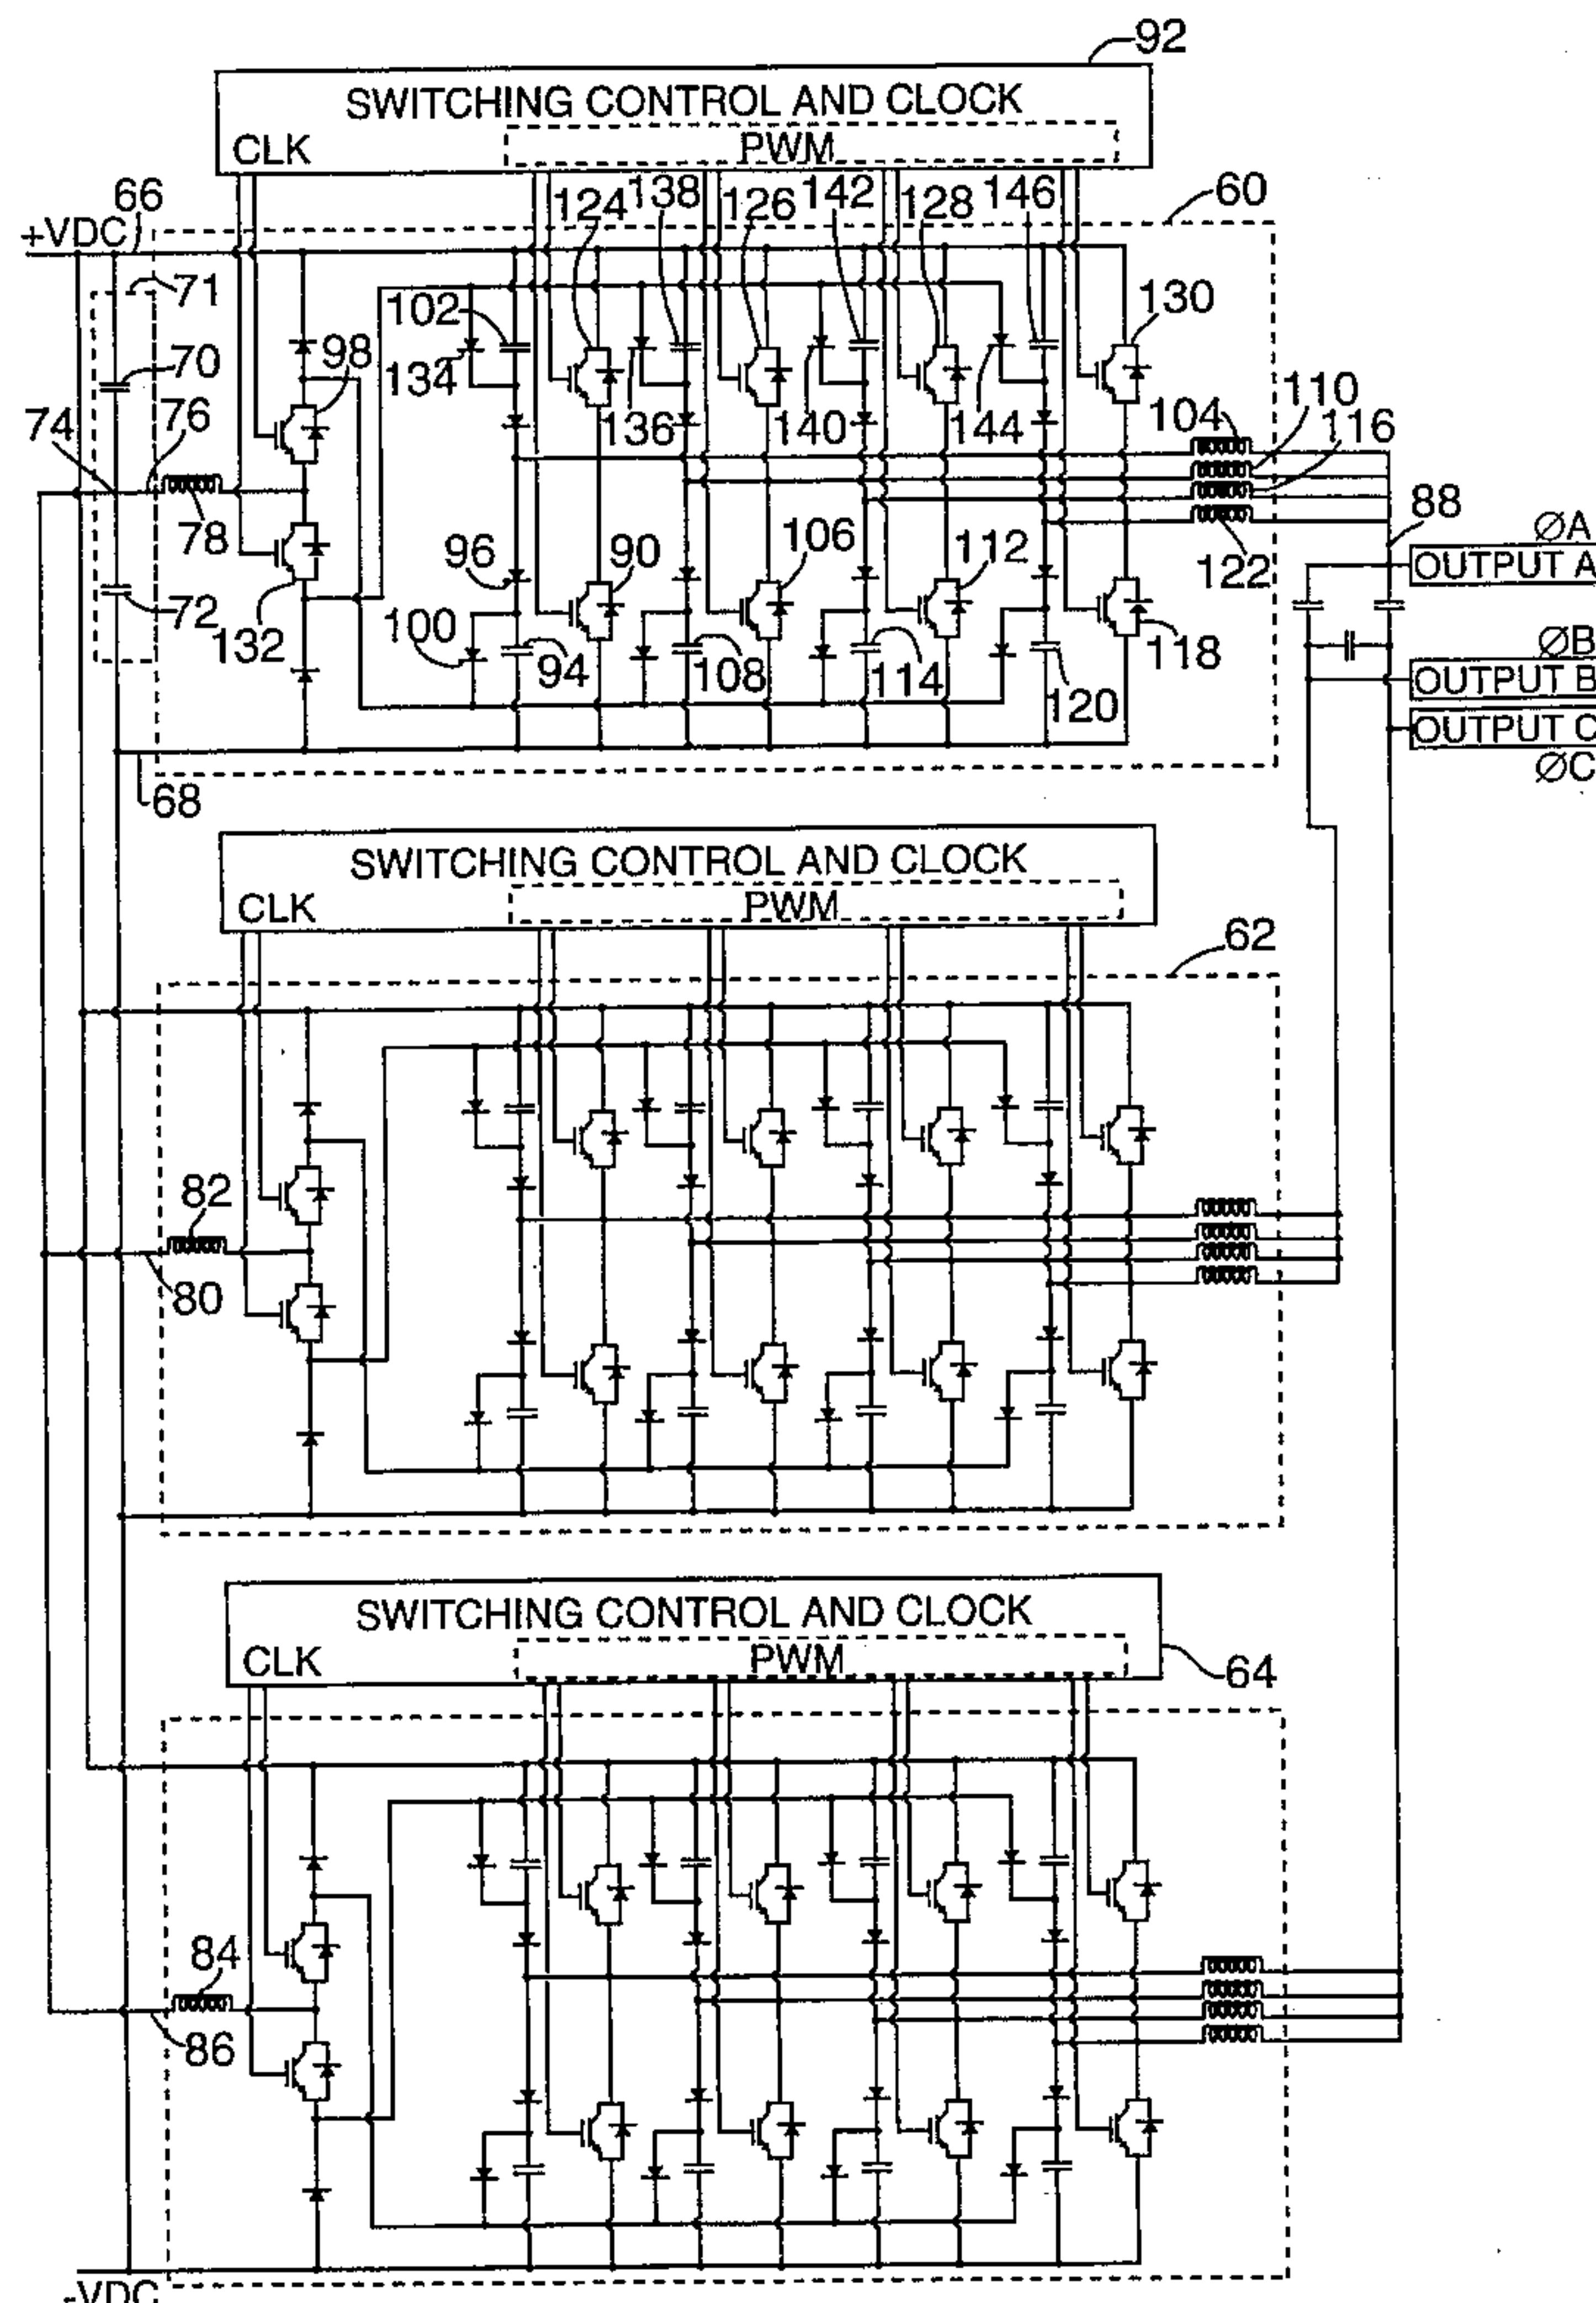 92
SWITCHING CONTROL AND CLOCK
CLK
PWM
66
124
138
126
142
128
146
60
+VDC
71
102
130
70
98
134
110
74
76
136
140
144
104
116
88
78
96
90
106
112
ØA
OUTPUT A
122
72
132
100
94
108
114
118
ØB
OUTPUT B
120
OUTPUT C
ØC
68
SWITCHING CONTROL AND CLOCK
CLK
PWM
62
82
80
SWITCHING CONTROL AND CLOCK
CLK
PWM
64
84
86
-VDC